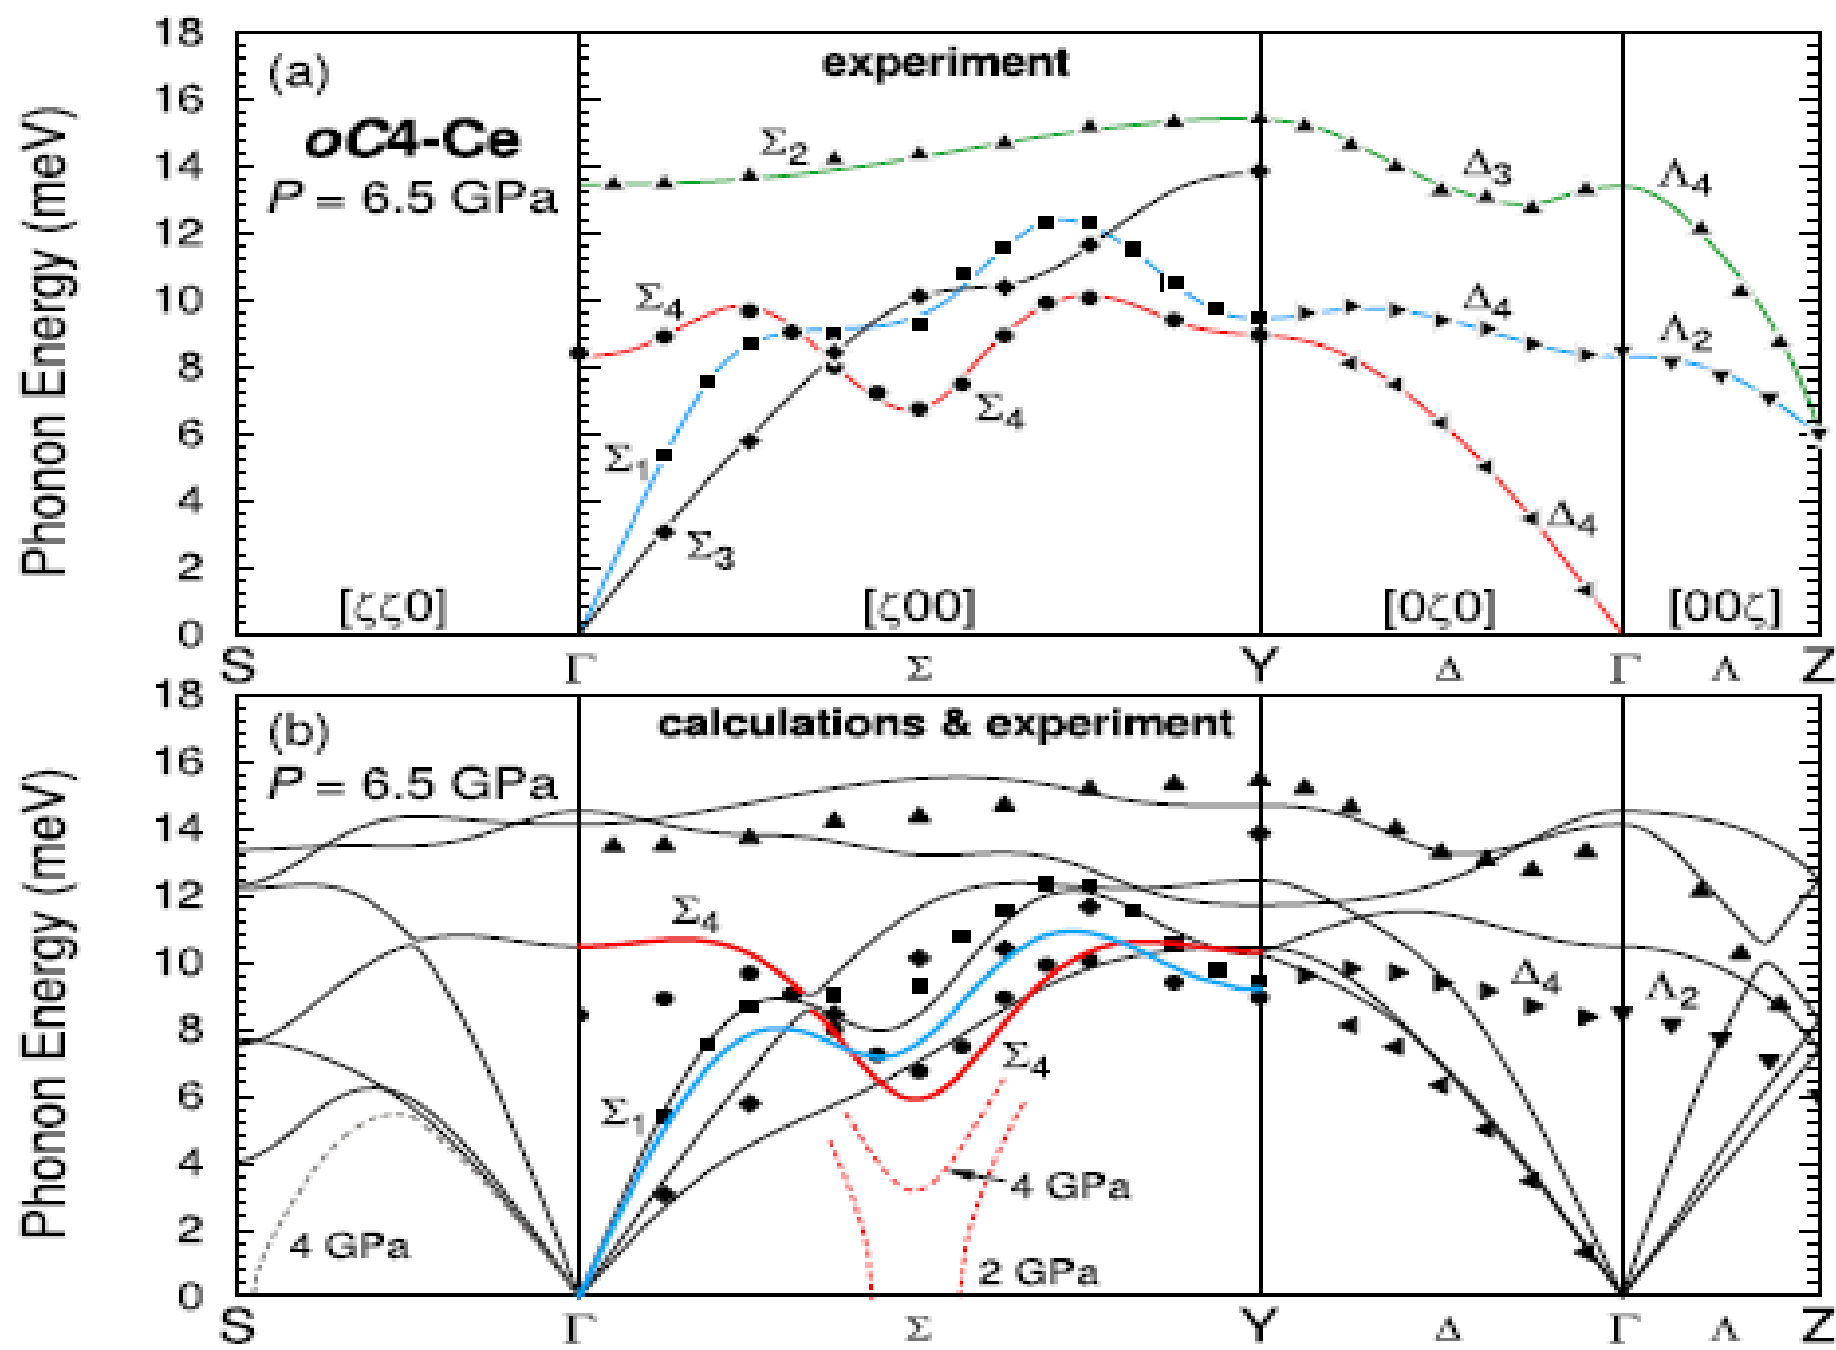 18
(a)
experiment
16
oC4-Ce
14
P = 6.5 GPa
12
10
8
6
4
2
0
Phonon Energy (meV)
Σ2
Δ3
Λ4
Σ4
Δ4
Λ2
Σ4
Σ1
Σ3
Δ4
[ζζ0]
[ζ00]
[0ζ0]
[00ζ]
S Γ Σ Y Δ Γ Λ Z
18
(b)
calculations & experiment
16
P = 6.5 GPa
14
12
10
8
6
4
2
0
Phonon Energy (meV)
Σ4
Δ4
Λ2
Σ4
Σ1
4 GPa
4 GPa
2 GPa
S Γ Σ Y Δ Γ Λ Z